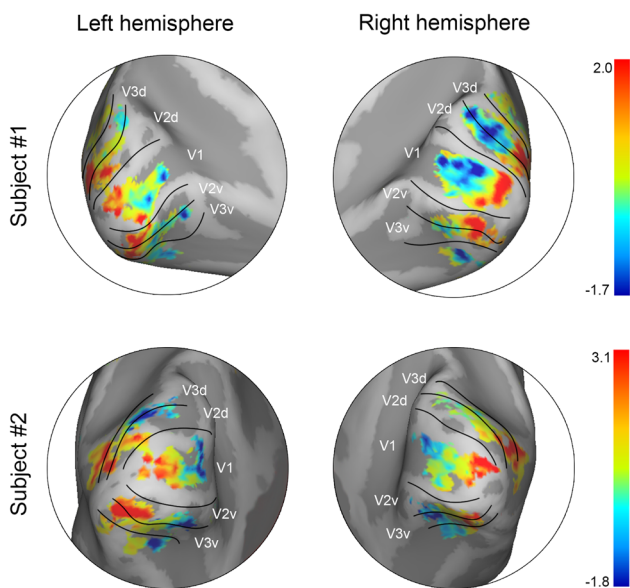 Left hemisphere
Right hemisphere
Subject #1
V3d
V2d
V1
V2v
V3v
V3d
V2d
V1
V2v
V3v
2.0
-1.7
Subject #2
V3d
V2d
V1
V2v
V3v
V3d
V2d
V1
V2v
V3v
3.1
-1.8